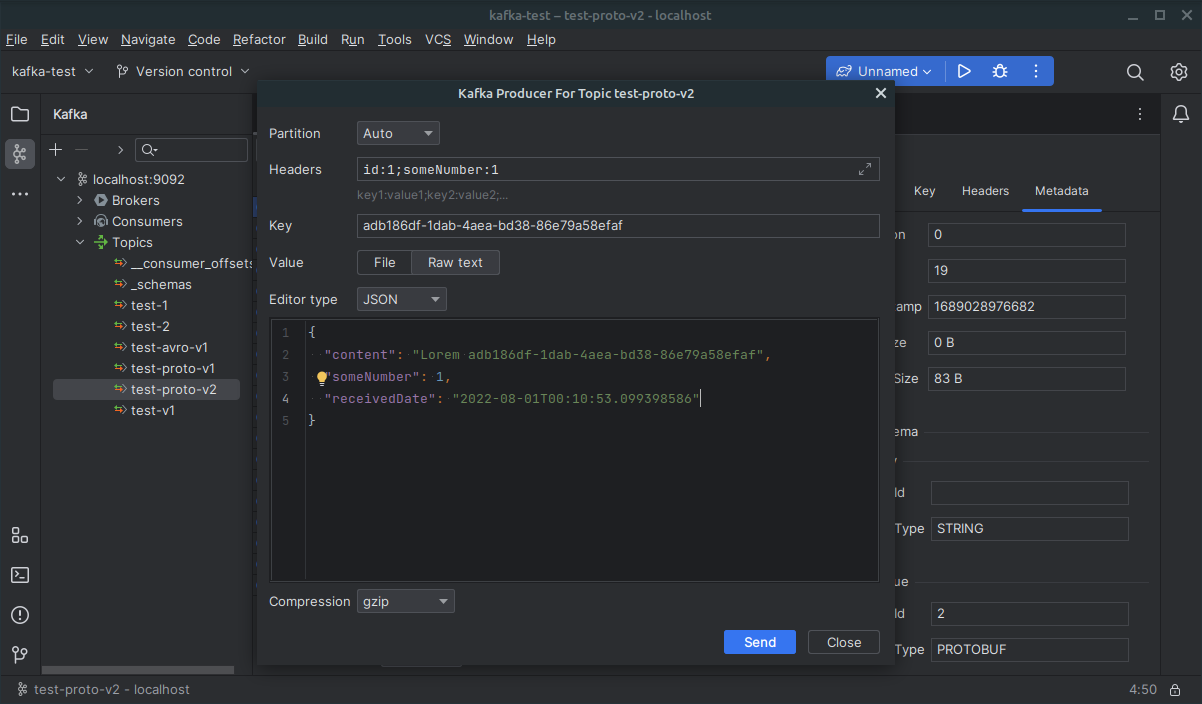 kafka-test – test-proto-v2 - localhost
File Edit View Navigate Code Refactor Build Run Tools VCS Window Help
kafka-test Version control Unnamed
Kafka
localhost:9092
Brokers
Consumers
Topics
__consumer_offsets
_schemas
test-1
test-2
test-avro-v1
test-proto-v1
test-proto-v2
test-v1
Kafka Producer For Topic test-proto-v2
Partition Auto
Headers id:1;someNumber:1
key1:value1;key2:value2;...
Key adb186df-1dab-4aea-bd38-86e79a58efaf
Value File Raw text
Editor type JSON
1 {
2 "content": "Lorem adb186df-1dab-4aea-bd38-86e79a58efaf",
3 "someNumber": 1,
4 "receivedDate": "2022-08-01T00:10:53.099398586"
5 }
Compression gzip
Send Close
Key Headers Metadata
on 0
19
amp 1689028976682
ze 0 B
Size 83 B
ema
Id
Type STRING
ue
Id 2
Type PROTOBUF
test-proto-v2 - localhost
4:50